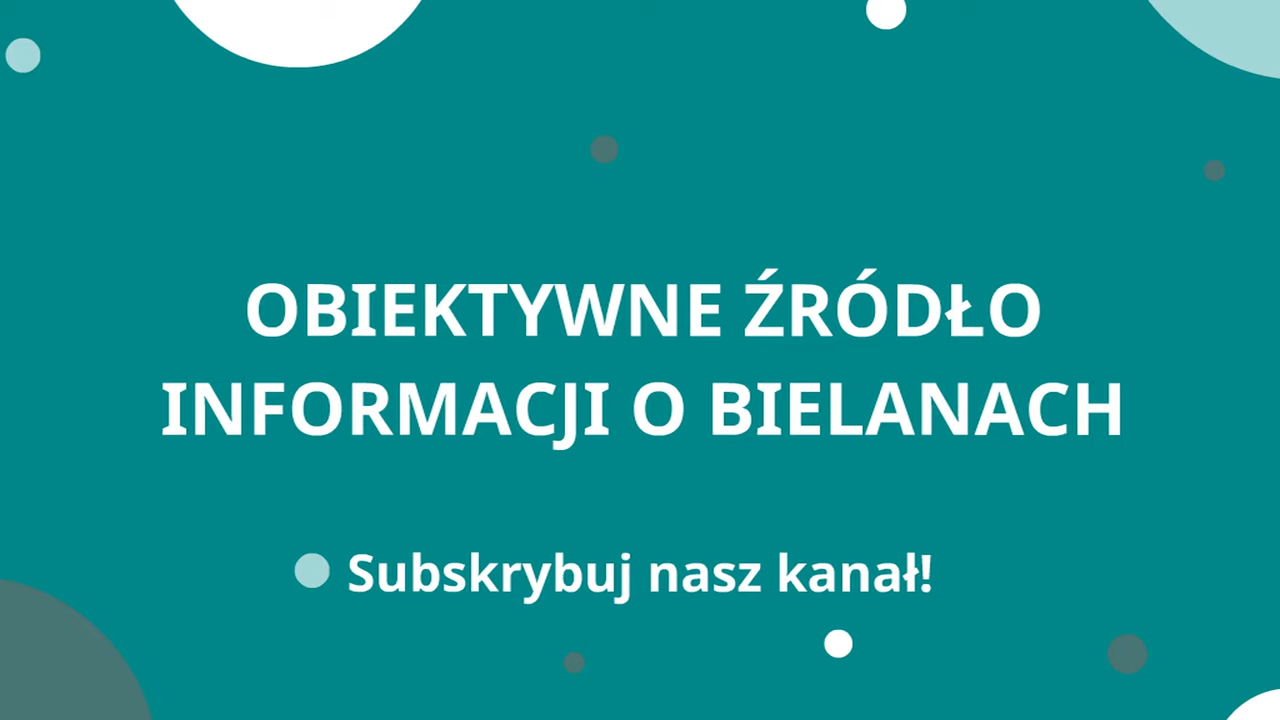 OBIEKTYWNE ŹRÓDŁO
INFORMACJI O BIELANACH
Subskrybuj nasz kanał!